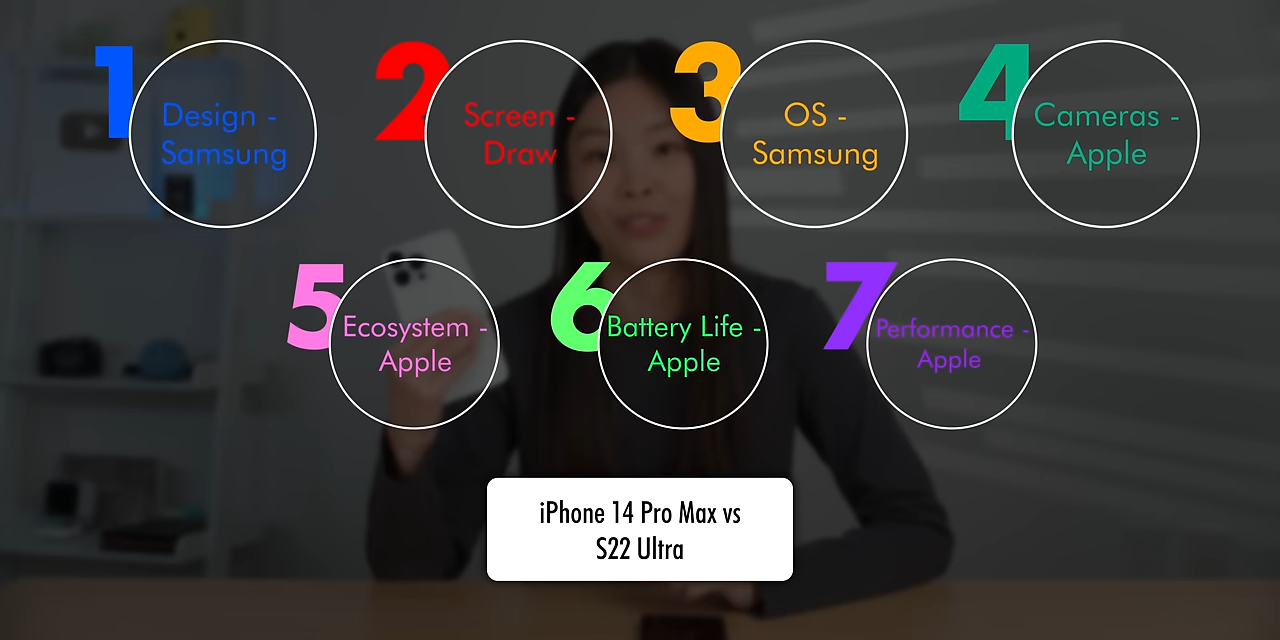 1
Design -
Samsung
2
Screen -
Draw
3
OS -
Samsung
4
Cameras -
Apple
5
Ecosystem -
Apple
6
Battery Life -
Apple
7
Performance -
Apple
iPhone 14 Pro Max vs
S22 Ultra